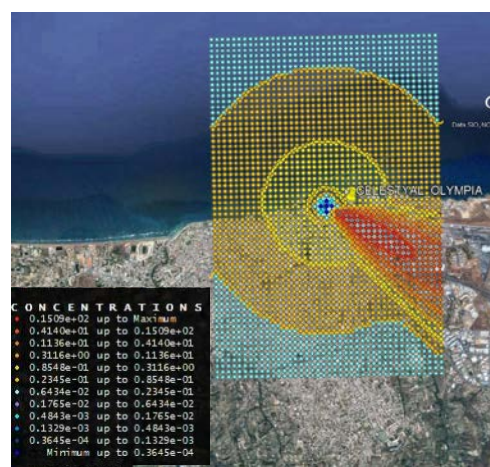 Data SIO, NO
CELESTYAL OLYMPIA
CONCENTRATIONS
0.1509e+02 up to Maximum
0.4140e+01 up to 0.1509e+02
0.1136e+01 up to 0.4140e+01
0.3116e+00 up to 0.1136e+01
0.8548e-01 up to 0.3116e+00
0.2345e-01 up to 0.8548e-01
0.6434e-02 up to 0.2345e-01
0.1765e-02 up to 0.6434e-02
0.4843e-03 up to 0.1765e-02
0.1329e-03 up to 0.4843e-03
0.3645e-04 up to 0.1329e-03
Minimum up to 0.3645e-04